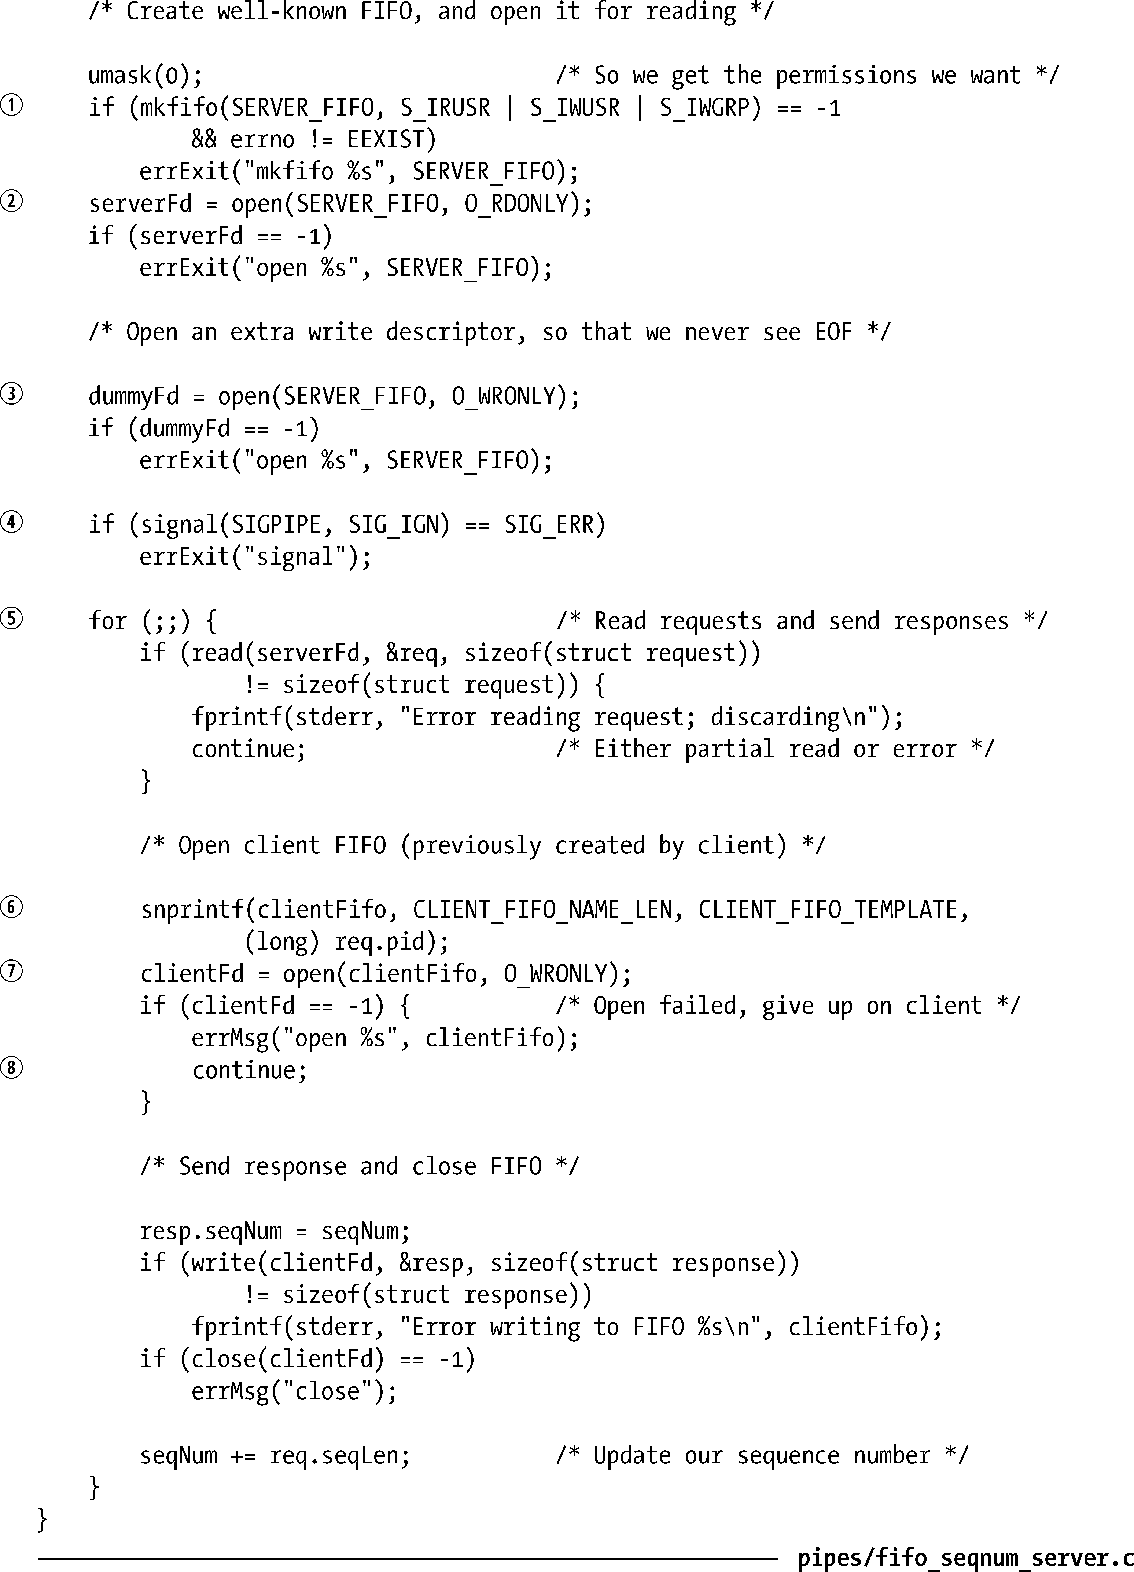 /* Create well-known FIFO, and open it for reading */
umask(0);                           /* So we get the permissions we want */
① if (mkfifo(SERVER_FIFO, S_IRUSR | S_IWUSR | S_IWGRP) == -1
        && errno != EEXIST)
    errExit("mkfifo %s", SERVER_FIFO);
② serverFd = open(SERVER_FIFO, O_RDONLY);
if (serverFd == -1)
    errExit("open %s", SERVER_FIFO);
/* Open an extra write descriptor, so that we never see EOF */
③ dummyFd = open(SERVER_FIFO, O_WRONLY);
if (dummyFd == -1)
    errExit("open %s", SERVER_FIFO);
④ if (signal(SIGPIPE, SIG_IGN) == SIG_ERR)
    errExit("signal");
⑤ for (;;) {                          /* Read requests and send responses */
    if (read(serverFd, &req, sizeof(struct request))
            != sizeof(struct request)) {
        fprintf(stderr, "Error reading request; discarding\n");
        continue;                   /* Either partial read or error */
    }
    /* Open client FIFO (previously created by client) */
⑥     snprintf(clientFifo, CLIENT_FIFO_NAME_LEN, CLIENT_FIFO_TEMPLATE,
            (long) req.pid);
⑦     clientFd = open(clientFifo, O_WRONLY);
    if (clientFd == -1) {           /* Open failed, give up on client */
        errMsg("open %s", clientFifo);
⑧         continue;
    }
    /* Send response and close FIFO */
    resp.seqNum = seqNum;
    if (write(clientFd, &resp, sizeof(struct response))
            != sizeof(struct response))
        fprintf(stderr, "Error writing to FIFO %s\n", clientFifo);
    if (close(clientFd) == -1)
        errMsg("close");
    seqNum += req.seqLen;           /* Update our sequence number */
}
}
pipes/fifo_seqnum_server.c